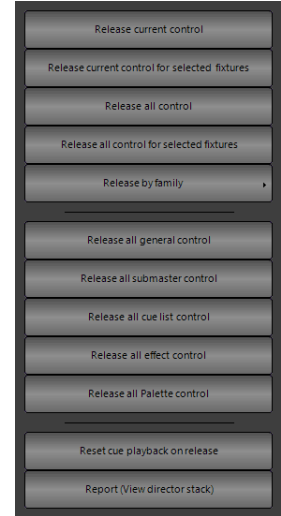 Release current control
Release current control for selected fixtures
Release all control
Release all control for selected fixtures
Release by family
Release all general control
Release all submaster control
Release all cue list control
Release all effect control
Release all Palette control
Reset cue playback on release
Report (View director stack)